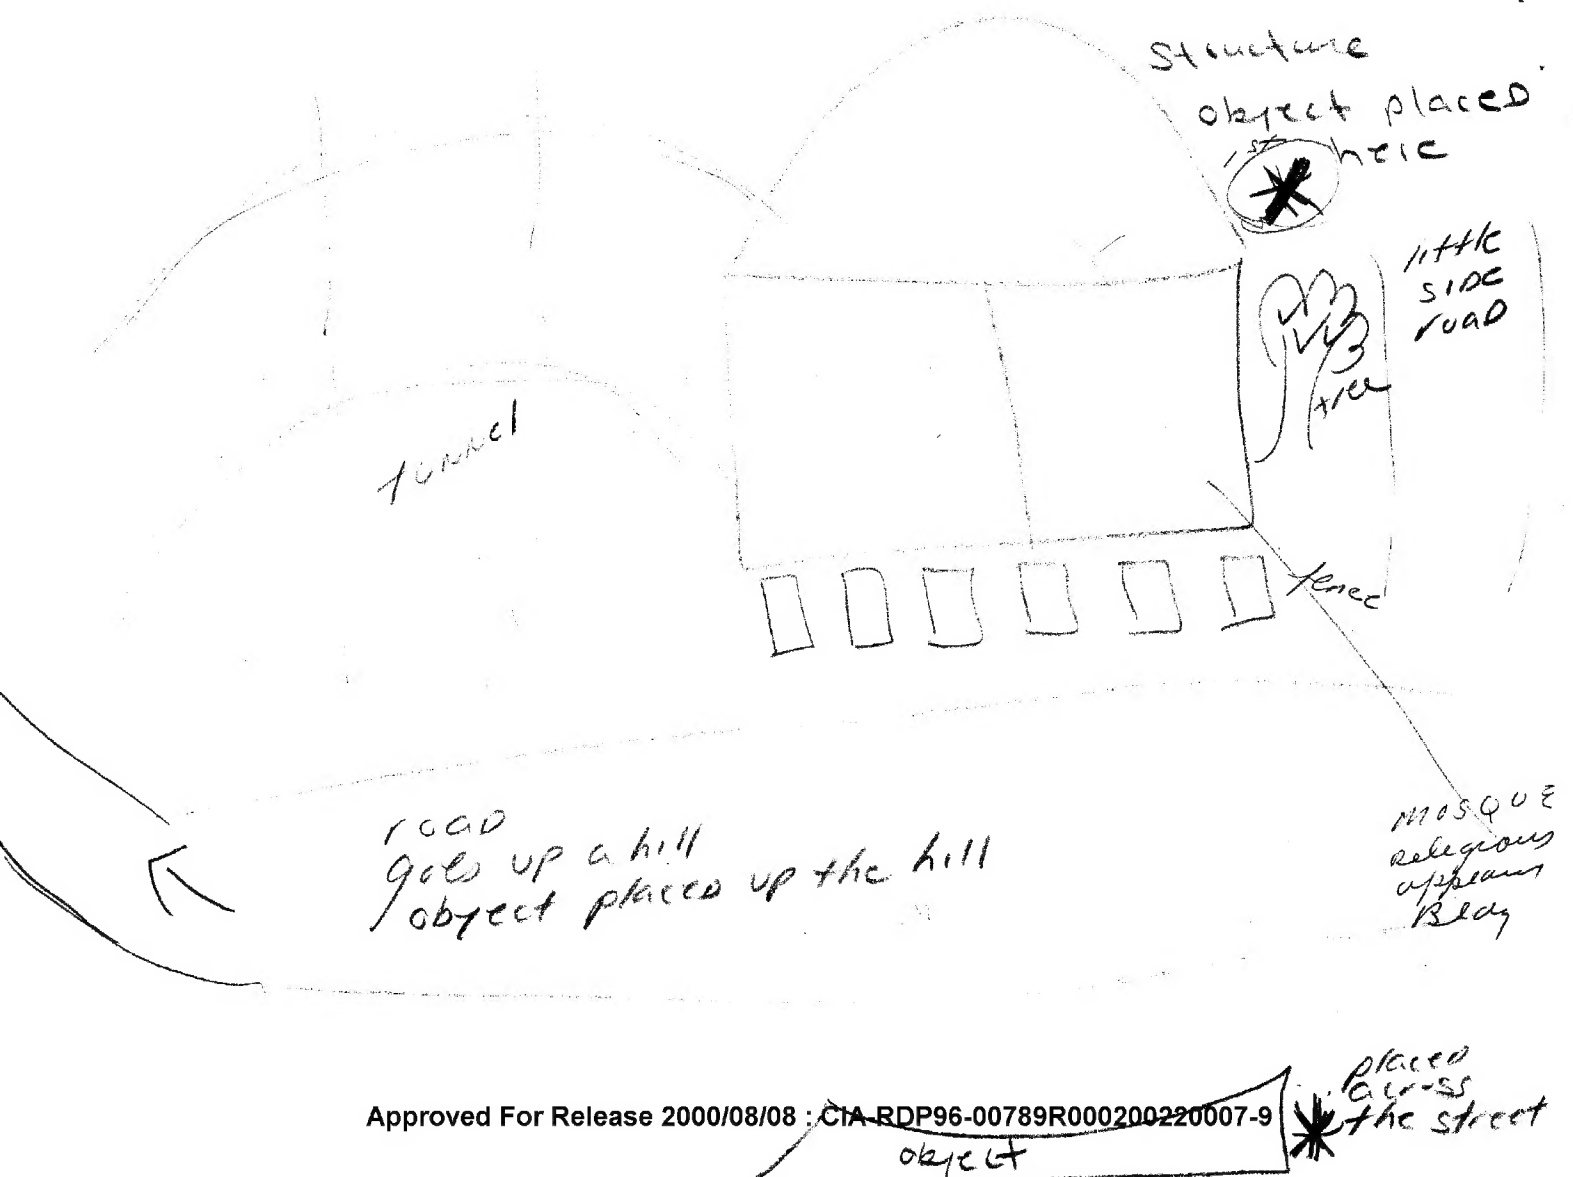 structure
object placed
1st here
little
side
road
tree
tunnel
fence
road
goes up a hill
object placed up the hill
MOSQUE
religious
appears
Bldg
placed
across
the street
Approved For Release 2000/08/08 : CIA-RDP96-00789R000200220007-9
object